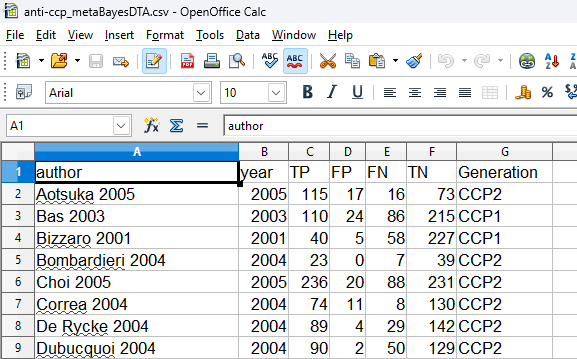 anti-ccp_metaBayesDTA.csv - OpenOffice Calc
File Edit View Insert Format Tools Data Window Help
ABC ABC A Z Z A
Arial 10 B I U %
A1 fx Σ = author
A B C D E F G
1 author year TP FP FN TN Generation
2 Aotsuka 2005 2005 115 17 16 73 CCP2
3 Bas 2003 2003 110 24 86 215 CCP1
4 Bizzaro 2001 2001 40 5 58 227 CCP1
5 Bombardieri 2004 2004 23 0 7 39 CCP2
6 Choi 2005 2005 236 20 88 231 CCP2
7 Correa 2004 2004 74 11 8 130 CCP2
8 De Rycke 2004 2004 89 4 29 142 CCP2
9 Dubucquoi 2004 2004 90 2 50 129 CCP2